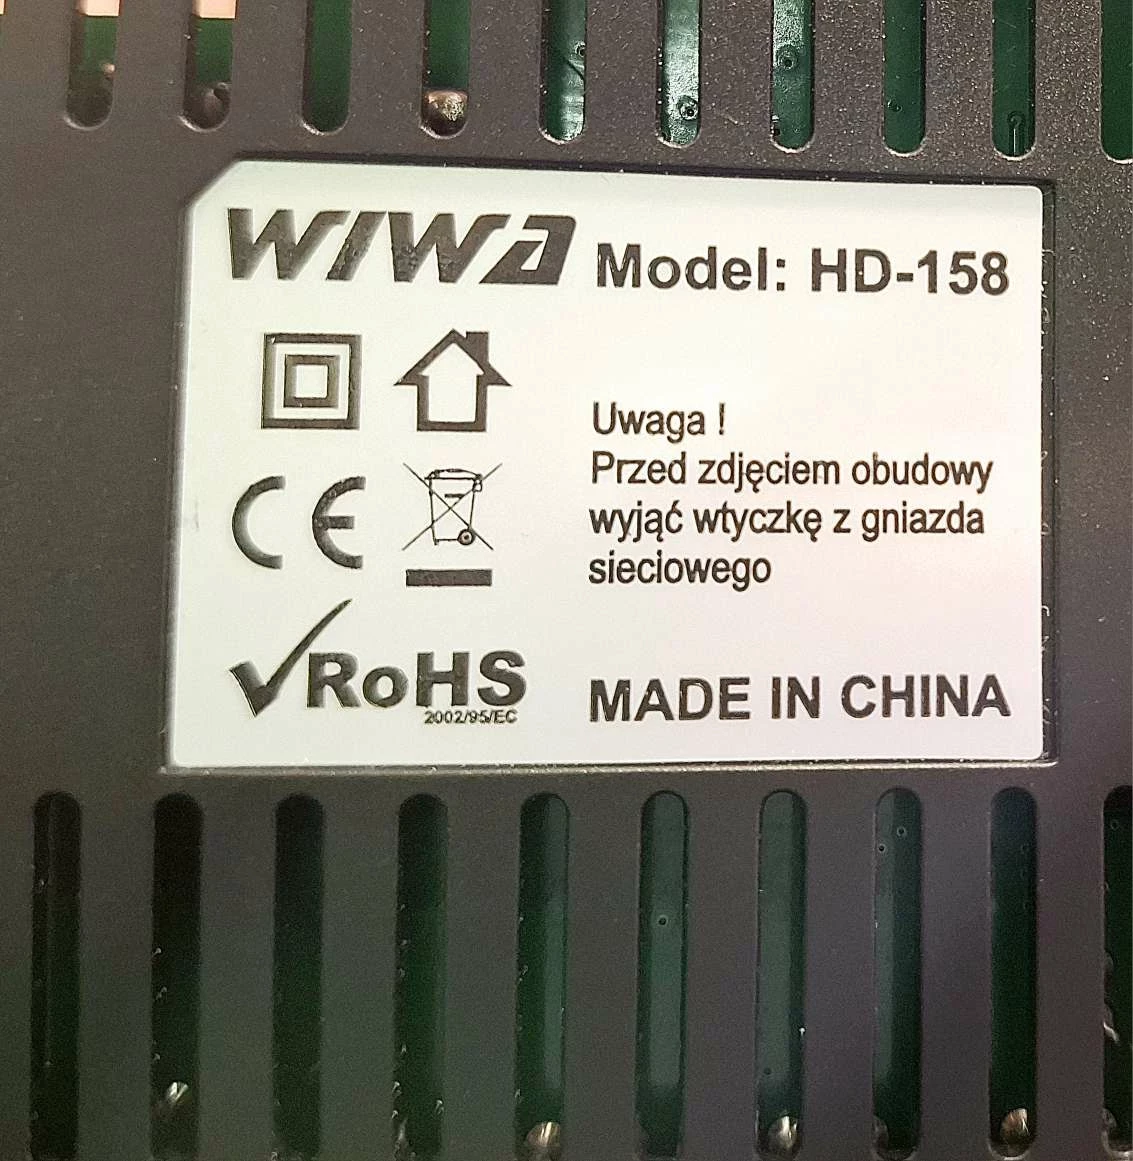 WIWA Model: HD-158
Uwaga !
Przed zdjęciem obudowy
wyjąć wtyczkę z gniazda
sieciowego
CE
RoHS
2002/95/EC
MADE IN CHINA